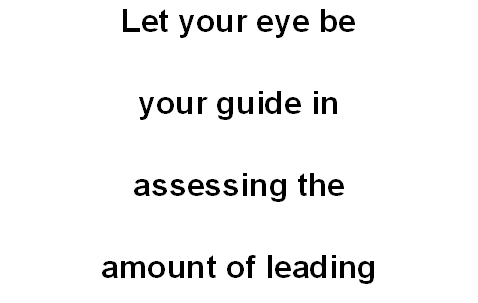 Let your eye be
your guide in
assessing the
amount of leading